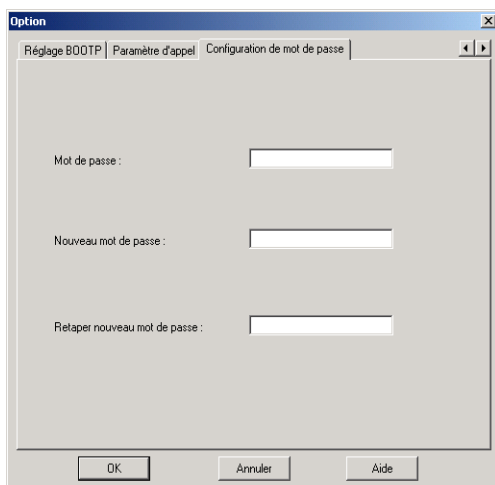 Option
Réglage BOOTP Paramètre d'appel Configuration de mot de passe
Mot de passe :
Nouveau mot de passe :
Retaper nouveau mot de passe :
OK Annuler Aide